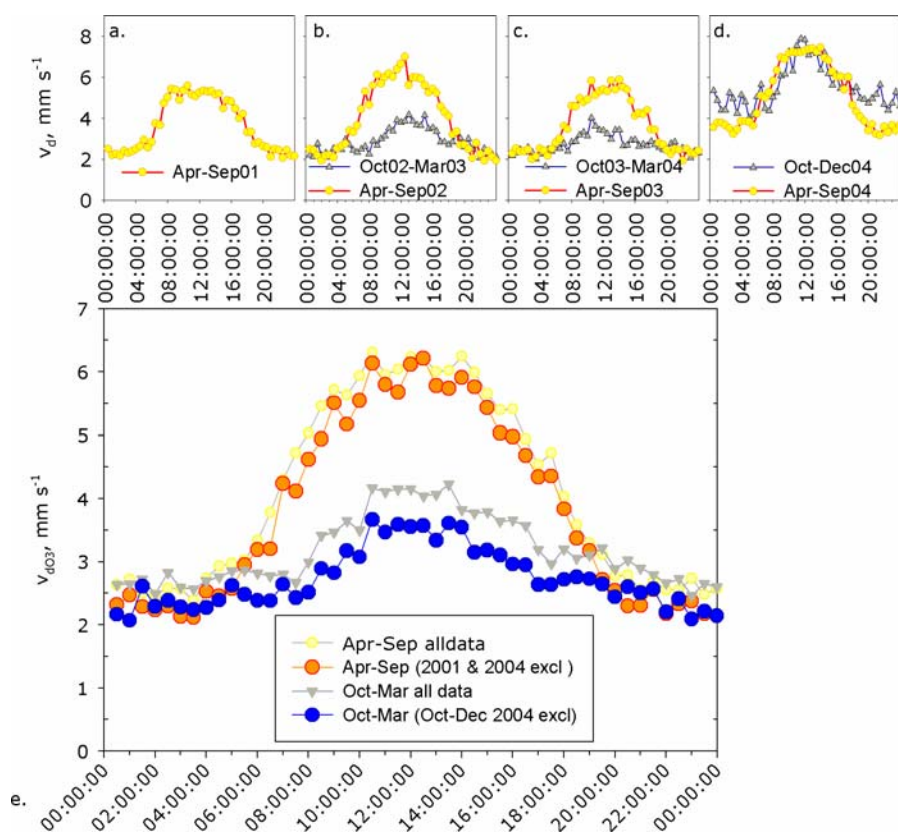 a. b. c. d.
8
6
4
2
0
v_d, mm s⁻¹
Apr-Sep01
Oct02-Mar03
Apr-Sep02
Oct03-Mar04
Apr-Sep03
Oct-Dec04
Apr-Sep04
00:00:00 04:00:00 08:00:00 12:00:00 16:00:00 20:00:00
00:00:00 04:00:00 08:00:00 12:00:00 16:00:00 20:00:00
00:00:00 04:00:00 08:00:00 12:00:00 16:00:00 20:00:00
00:00:00 04:00:00 08:00:00 12:00:00 16:00:00 20:00:00
7
6
5
4
3
2
1
0
v_dO3, mm s⁻¹
Apr-Sep alldata
Apr-Sep (2001 & 2004 excl )
Oct-Mar all data
Oct-Mar (Oct-Dec 2004 excl)
00:00:00 02:00:00 04:00:00 06:00:00 08:00:00 10:00:00 12:00:00 14:00:00 16:00:00 18:00:00 20:00:00 22:00:00 00:00:00
e.